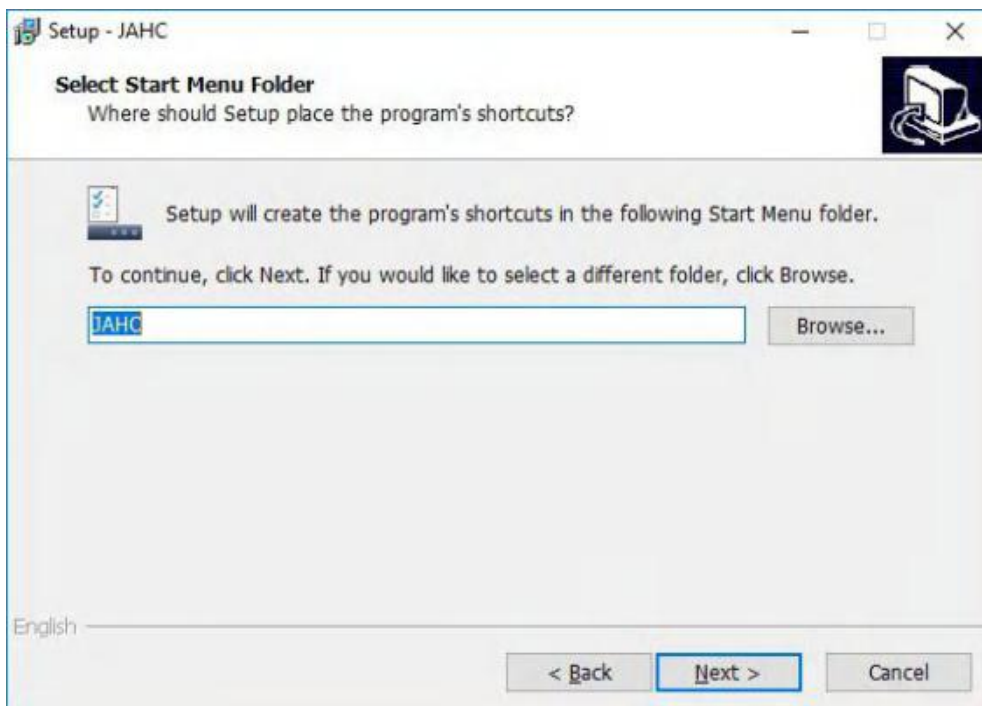 Setup - JAHC
Select Start Menu Folder
Where should Setup place the program's shortcuts?
Setup will create the program's shortcuts in the following Start Menu folder.
To continue, click Next. If you would like to select a different folder, click Browse.
JAHC
Browse...
English
< Back
Next >
Cancel